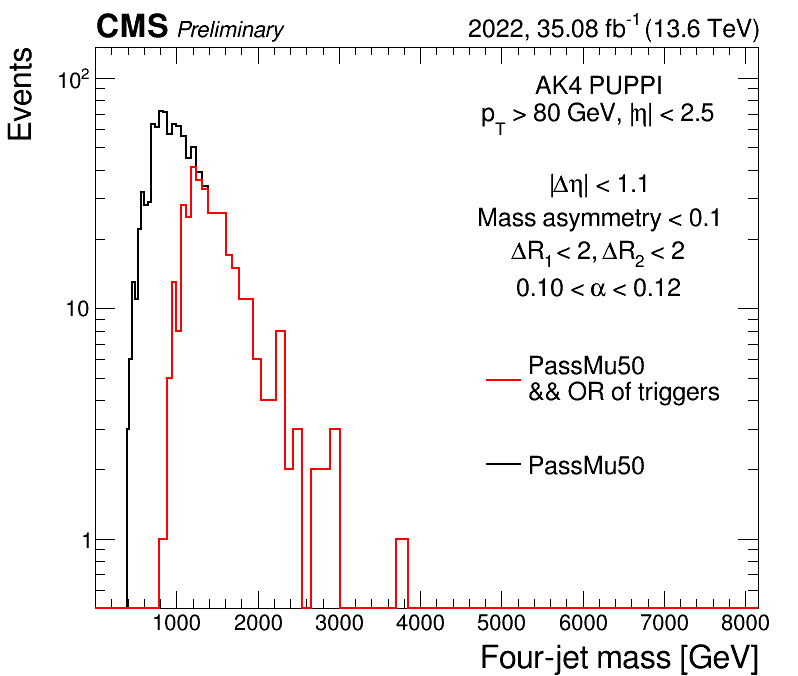 CMS Preliminary 2022, 35.08 fb⁻¹ (13.6 TeV)
Events
10²
10
1
AK4 PUPPI
p_T > 80 GeV, |η| < 2.5
|Δη| < 1.1
Mass asymmetry < 0.1
ΔR₁ < 2, ΔR₂ < 2
0.10 < α < 0.12
PassMu50
&& OR of triggers
PassMu50
1000 2000 3000 4000 5000 6000 7000 8000
Four-jet mass [GeV]